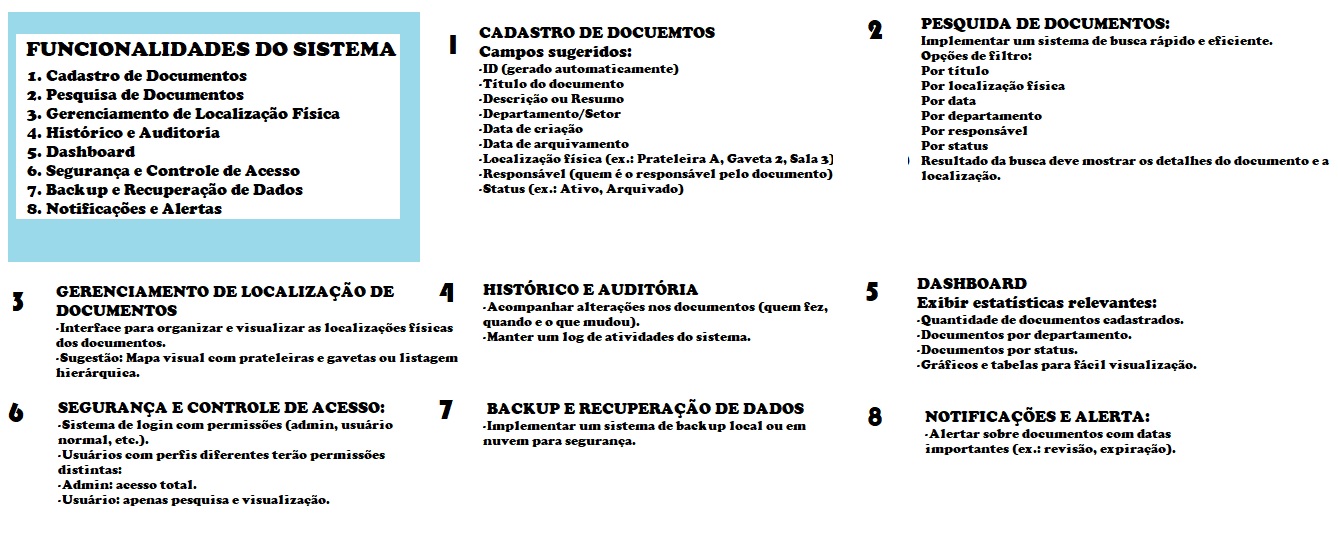 FUNCIONALIDADES DO SISTEMA
1. Cadastro de Documentos
2. Pesquisa de Documentos
3. Gerenciamento de Localização Física
4. Histórico e Auditoria
5. Dashboard
6. Segurança e Controle de Acesso
7. Backup e Recuperação de Dados
8. Notificações e Alertas
1
CADASTRO DE DOCUEMTOS
Campos sugeridos:
-ID (gerado automaticamente)
-Título do documento
-Descrição ou Resumo
-Departamento/Setor
-Data de criação
-Data de arquivamento
-Localização física (ex.: Prateleira A, Gaveta 2, Sala 3)
-Responsável (quem é o responsável pelo documento)
-Status (ex.: Ativo, Arquivado)
2
PESQUIDA DE DOCUMENTOS:
Implementar um sistema de busca rápido e eficiente.
Opções de filtro:
Por título
Por localização física
Por data
Por departamento
Por responsável
Por status
Resultado da busca deve mostrar os detalhes do documento e a
localização.
3
GERENCIAMENTO DE LOCALIZAÇÃO DE
DOCUMENTOS
-Interface para organizar e visualizar as localizações físicas
dos documentos.
-Sugestão: Mapa visual com prateleiras e gavetas ou listagem
hierárquica.
4
HISTÓRICO E AUDITÓRIA
-Acompanhar alterações nos documentos (quem fez,
quando e o que mudou).
-Manter um log de atividades do sistema.
5
DASHBOARD
Exibir estatísticas relevantes:
-Quantidade de documentos cadastrados.
-Documentos por departamento.
-Documentos por status.
-Gráficos e tabelas para fácil visualização.
6
SEGURANÇA E CONTROLE DE ACESSO:
-Sistema de login com permissões (admin, usuário
normal, etc.).
-Usuários com perfis diferentes terão permissões
distintas:
-Admin: acesso total.
-Usuário: apenas pesquisa e visualização.
7
BACKUP E RECUPERAÇÃO DE DADOS
-Implementar um sistema de backup local ou em
nuvem para segurança.
8
NOTIFICAÇÕES E ALERTA:
-Alertar sobre documentos com datas
importantes (ex.: revisão, expiração).